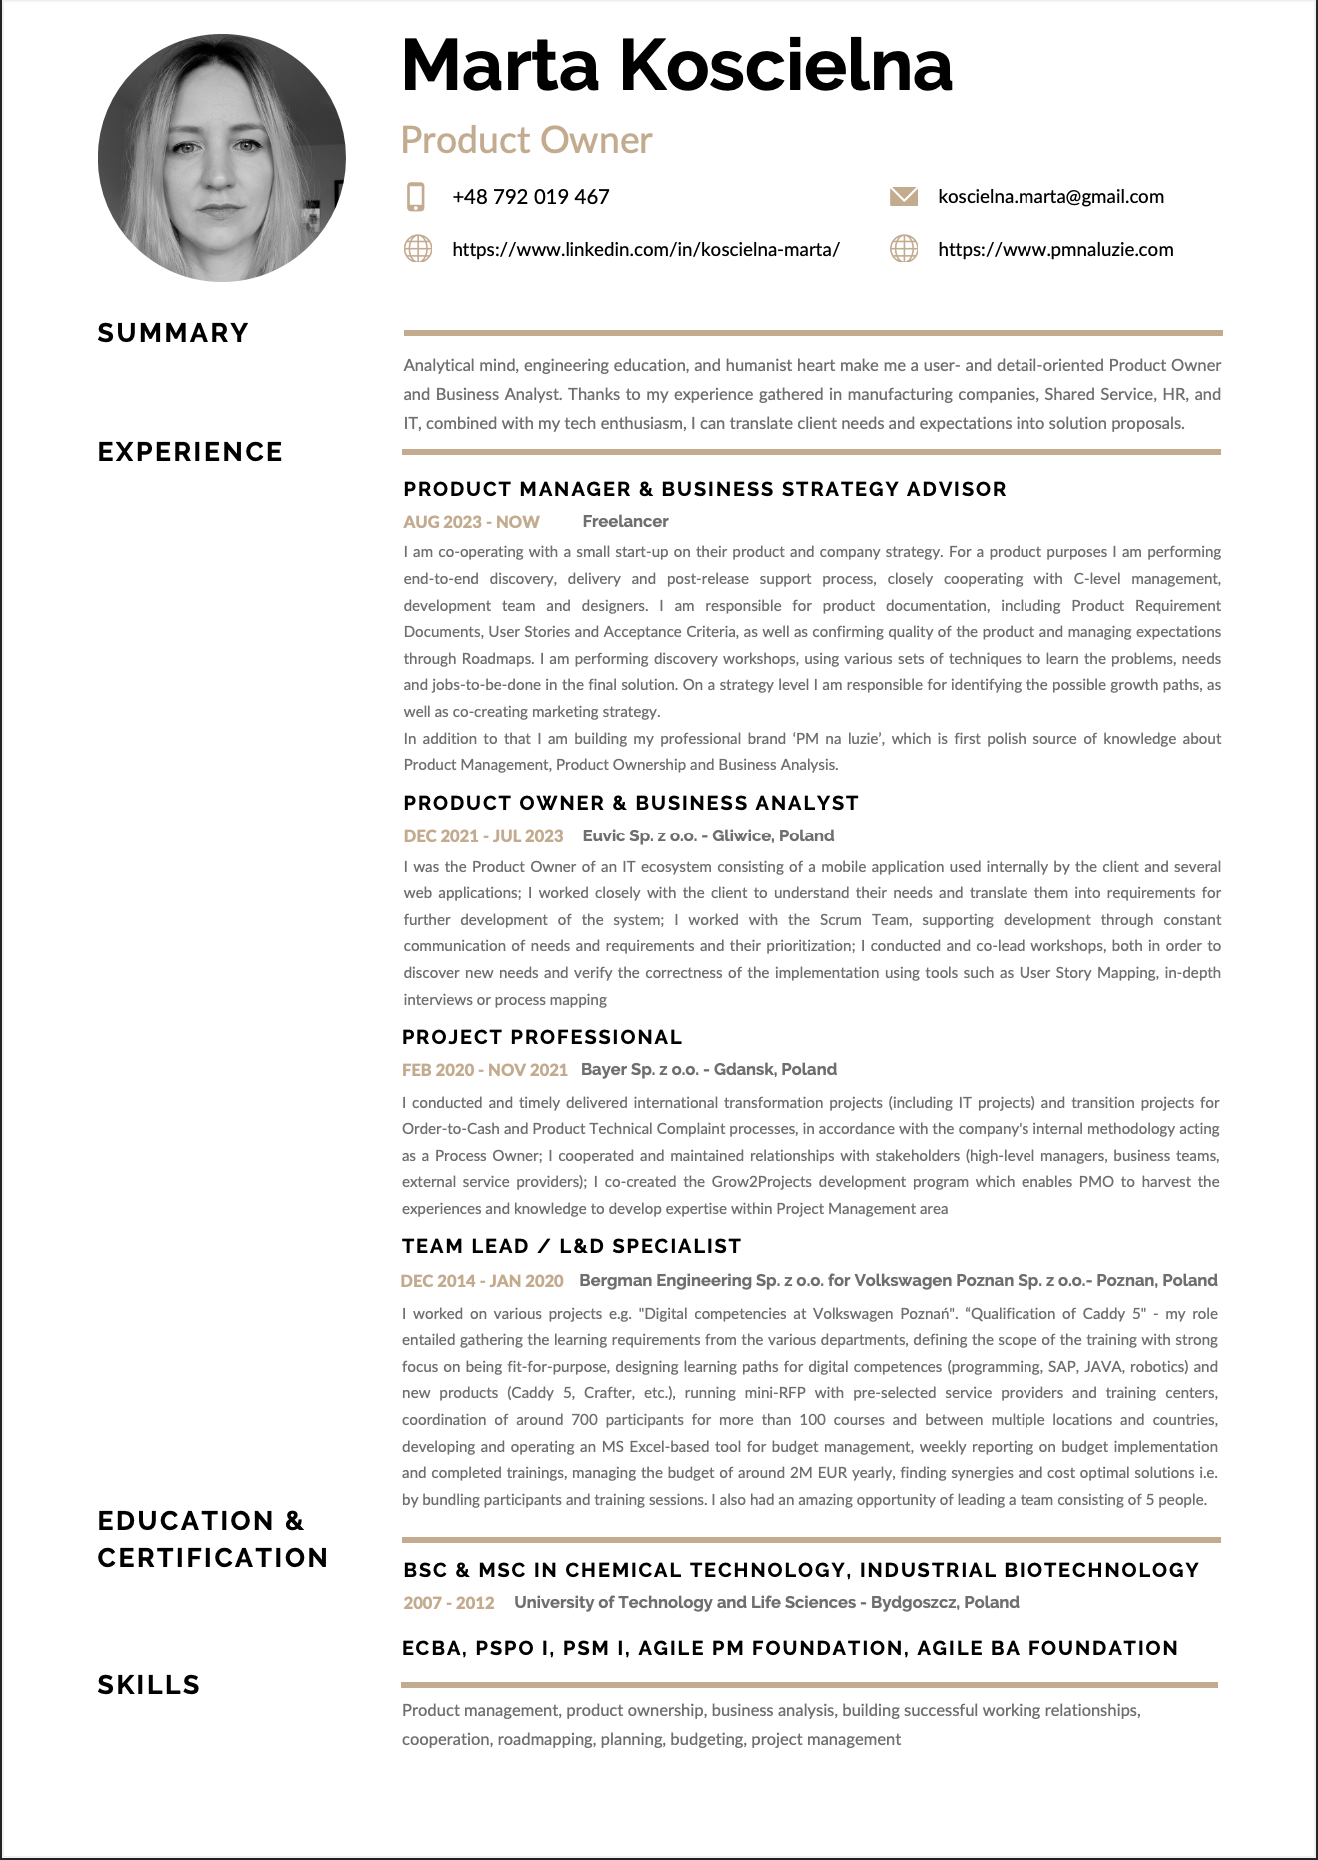 Marta Koscielna
Product Owner
+48 792 019 467
koscielna.marta@gmail.com
https://www.linkedin.com/in/koscielna-marta/
https://www.pmnaluzie.com
SUMMARY
Analytical mind, engineering education, and humanist heart make me a user- and detail-oriented Product Owner
and Business Analyst. Thanks to my experience gathered in manufacturing companies, Shared Service, HR, and
IT, combined with my tech enthusiasm, I can translate client needs and expectations into solution proposals.
EXPERIENCE
PRODUCT MANAGER & BUSINESS STRATEGY ADVISOR
AUG 2023 - NOW Freelancer
I am co-operating with a small start-up on their product and company strategy. For a product purposes I am performing
end-to-end discovery, delivery and post-release support process, closely cooperating with C-level management,
development team and designers. I am responsible for product documentation, including Product Requirement
Documents, User Stories and Acceptance Criteria, as well as confirming quality of the product and managing expectations
through Roadmaps. I am performing discovery workshops, using various sets of techniques to learn the problems, needs
and jobs-to-be-done in the final solution. On a strategy level I am responsible for identifying the possible growth paths, as
well as co-creating marketing strategy.
In addition to that I am building my professional brand ‘PM na luzie’, which is first polish source of knowledge about
Product Management, Product Ownership and Business Analysis.
PRODUCT OWNER & BUSINESS ANALYST
DEC 2021 - JUL 2023 Euvic Sp. z o.o. - Gliwice, Poland
I was the Product Owner of an IT ecosystem consisting of a mobile application used internally by the client and several
web applications; I worked closely with the client to understand their needs and translate them into requirements for
further development of the system; I worked with the Scrum Team, supporting development through constant
communication of needs and requirements and their prioritization; I conducted and co-lead workshops, both in order to
discover new needs and verify the correctness of the implementation using tools such as User Story Mapping, in-depth
interviews or process mapping
PROJECT PROFESSIONAL
FEB 2020 - NOV 2021 Bayer Sp. z o.o. - Gdansk, Poland
I conducted and timely delivered international transformation projects (including IT projects) and transition projects for
Order-to-Cash and Product Technical Complaint processes, in accordance with the company's internal methodology acting
as a Process Owner; I cooperated and maintained relationships with stakeholders (high-level managers, business teams,
external service providers); I co-created the Grow2Projects development program which enables PMO to harvest the
experiences and knowledge to develop expertise within Project Management area
TEAM LEAD / L&D SPECIALIST
DEC 2014 - JAN 2020 Bergman Engineering Sp. z o.o. for Volkswagen Poznan Sp. z o.o.- Poznan, Poland
I worked on various projects e.g. "Digital competencies at Volkswagen Poznań". “Qualification of Caddy 5" - my role
entailed gathering the learning requirements from the various departments, defining the scope of the training with strong
focus on being fit-for-purpose, designing learning paths for digital competences (programming, SAP, JAVA, robotics) and
new products (Caddy 5, Crafter, etc.), running mini-RFP with pre-selected service providers and training centers,
coordination of around 700 participants for more than 100 courses and between multiple locations and countries,
developing and operating an MS Excel-based tool for budget management, weekly reporting on budget implementation
and completed trainings, managing the budget of around 2M EUR yearly, finding synergies and cost optimal solutions i.e.
by bundling participants and training sessions. I also had an amazing opportunity of leading a team consisting of 5 people.
EDUCATION &
CERTIFICATION
BSC & MSC IN CHEMICAL TECHNOLOGY, INDUSTRIAL BIOTECHNOLOGY
2007 - 2012 University of Technology and Life Sciences - Bydgoszcz, Poland
ECBA, PSPO I, PSM I, AGILE PM FOUNDATION, AGILE BA FOUNDATION
SKILLS
Product management, product ownership, business analysis, building successful working relationships,
cooperation, roadmapping, planning, budgeting, project management